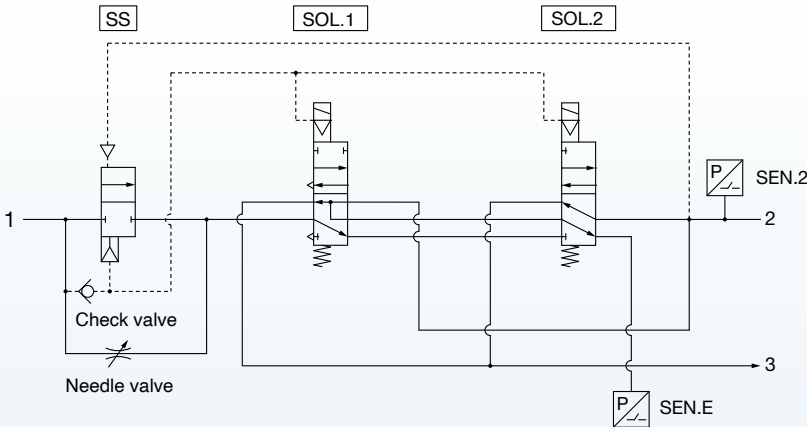 SS
SOL.1
SOL.2
P
SEN.2
1
2
Check valve
Needle valve
3
P
SEN.E